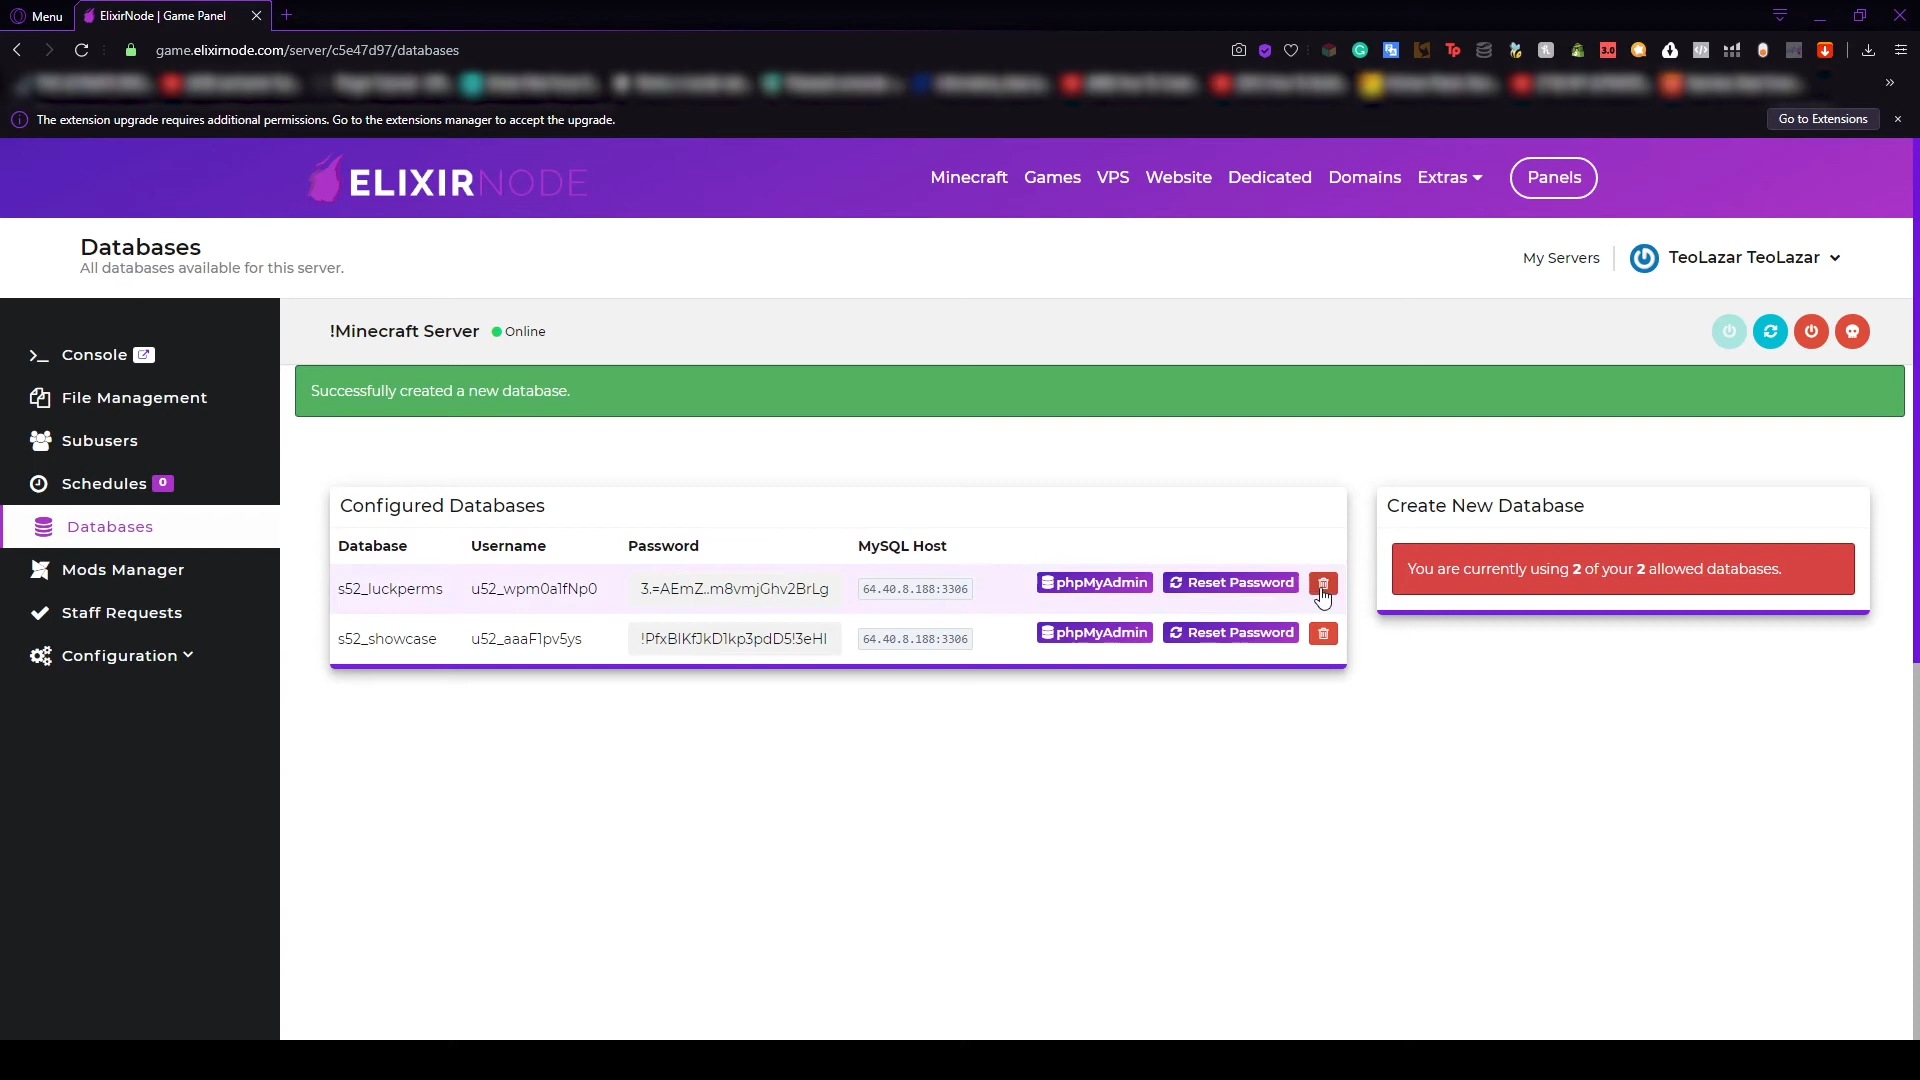 Menu
ElixirNode | Game Panel
game.elixirnode.com/server/c5e47d97/databases
Tp
3.0
The extension upgrade requires additional permissions. Go to the extensions manager to accept the upgrade.
Go to Extensions
ELIXIRNODE
Minecraft Games VPS Website Dedicated Domains Extras Panels
Databases
All databases available for this server.
My Servers
TeoLazar TeoLazar
!Minecraft Server Online
Console
File Management
Subusers
Schedules 0
Databases
Mods Manager
Staff Requests
Configuration
Successfully created a new database.
Configured Databases
Database Username Password MySQL Host
s52_luckperms u52_wpm0a1fNp0 3.=AEmZ..m8vmjGhv2BrLg 64.40.8.188:3306 phpMyAdmin Reset Password
s52_showcase u52_aaaF1pv5ys !PfxBIKfJkD1kp3pdD5!3eHI 64.40.8.188:3306 phpMyAdmin Reset Password
Create New Database
You are currently using 2 of your 2 allowed databases.